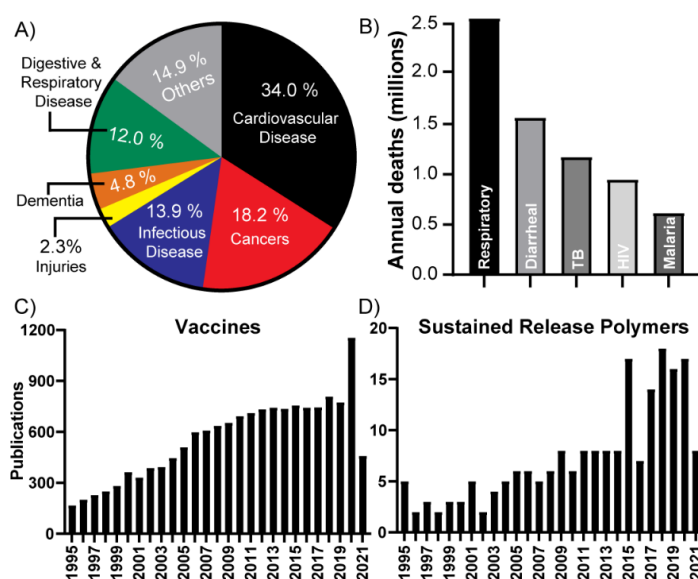 A)
Digestive &
Respiratory
Disease
14.9 %
Others
34.0 %
Cardiovascular
Disease
12.0 %
4.8 %
Dementia
13.9 %
Infectious
Disease
18.2 %
Cancers
2.3%
Injuries
B)
Annual deaths (millions)
2.5
2.0
1.5
1.0
0.5
0.0
Respiratory
Diarrheal
TB
HIV
Malaria
C)
Vaccines
Publications
1200
900
600
300
0
1995
1997
1999
2001
2003
2005
2007
2009
2011
2013
2015
2017
2019
2021
D)
Sustained Release Polymers
20
15
10
5
0
1995
1997
1999
2001
2003
2005
2007
2009
2011
2013
2015
2017
2019
2021